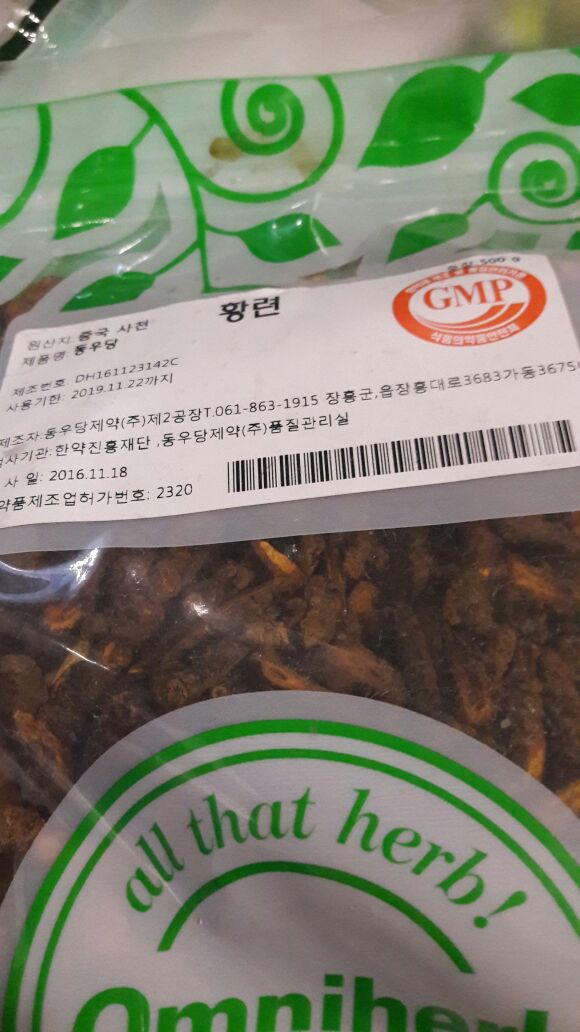 중량 500 g
황련
GMP
식품의약품안전처
원산지: 중국 사천
제품명: 동우당
제조번호: DH161123142C
사용기한: 2019.11.22까지
제조자:동우당제약(주)제2공장T.061-863-1915 장흥군,읍장흥대로3683가동3675
검사기관:한약진흥재단 ,동우당제약(주)품질관리실
사 일: 2016.11.18
약품제조업허가번호: 2320
all that herb!
Omniherb